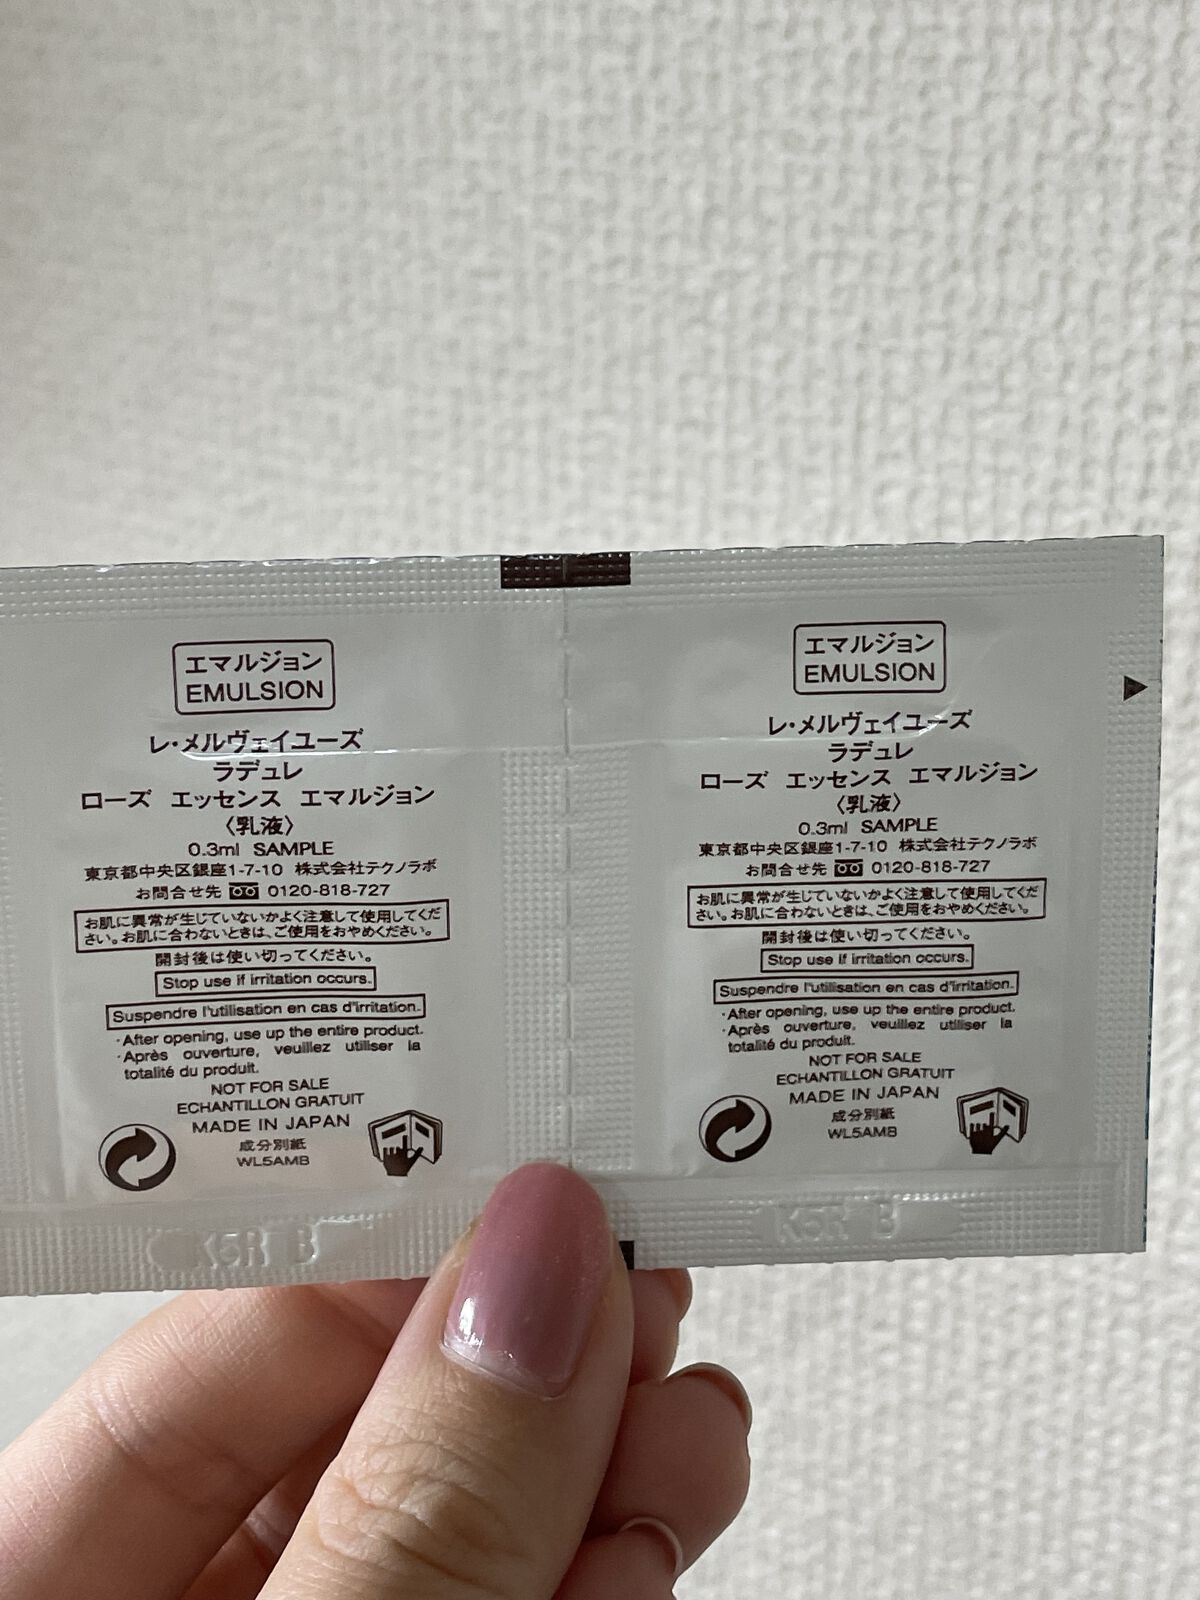 エマルジョン
EMULSION
レ・メルヴェイユーズ
ラデュレ
ローズ エッセンス エマルジョン
〈乳液〉
0.3ml SAMPLE
東京都中央区銀座1-7-10 株式会社テクノラボ
お問合せ先 0120-818-727
お肌に異常が生じていないかよく注意して使用してくだ
さい。お肌に合わないときは、ご使用をおやめください。
開封後は使い切ってください。
Stop use if irritation occurs.
Suspendre l'utilisation en cas d'irritation.
·After opening, use up the entire product.
·Après ouverture, veuillez utiliser la
totalité du produit.
NOT FOR SALE
ECHANTILLON GRATUIT
MADE IN JAPAN
成分別紙
WL5AMB
K5R B
エマルジョン
EMULSION
レ・メルヴェイユーズ
ラデュレ
ローズ エッセンス エマルジョン
〈乳液〉
0.3ml SAMPLE
東京都中央区銀座1-7-10 株式会社テクノラボ
お問合せ先 0120-818-727
お肌に異常が生じていないかよく注意して使用してくだ
さい。お肌に合わないときは、ご使用をおやめください。
開封後は使い切ってください。
Stop use if irritation occurs.
Suspendre l'utilisation en cas d'irritation.
·After opening, use up the entire product.
·Après ouverture, veuillez utiliser la
totalité du produit.
NOT FOR SALE
ECHANTILLON GRATUIT
MADE IN JAPAN
成分別紙
WL5AMB
K5R B